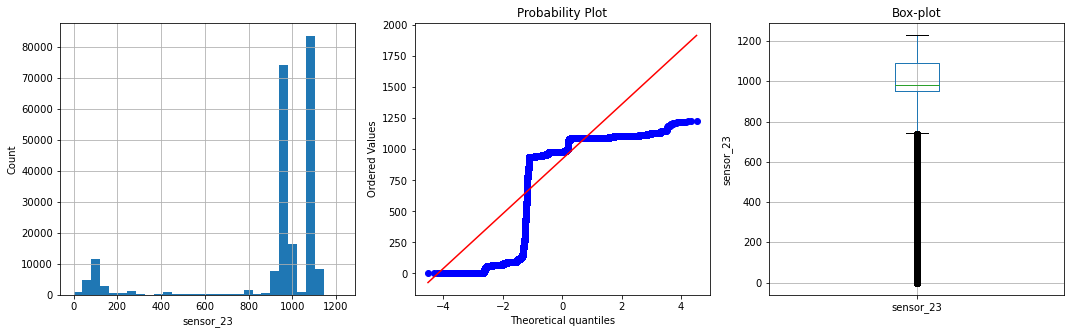 80000
70000
60000
50000
40000
30000
20000
10000
0
Count
0 200 400 600 800 1000 1200
sensor_23
Probability Plot
2000
1750
1500
1250
1000
750
500
250
0
Ordered Values
−4 −2 0 2 4
Theoretical quantiles
Box-plot
1200
1000
800
600
400
200
0
sensor_23
sensor_23